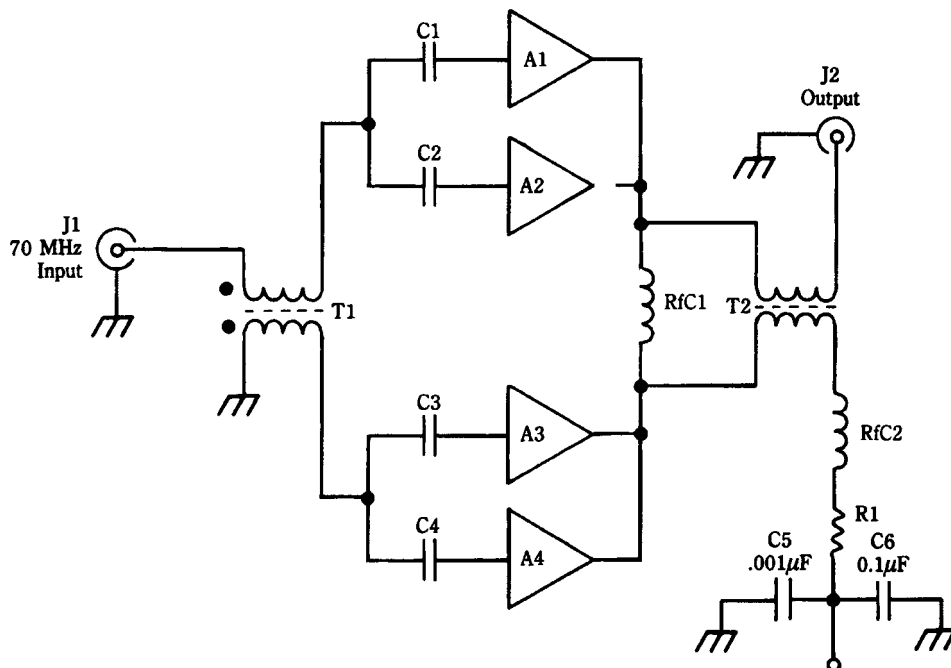 C1
A1
C2
A2
J2
Output
J1
70 MHz
Input
T1
RfC1
T2
C3
A3
RfC2
C4
A4
R1
C5
.001μF
C6
0.1μF